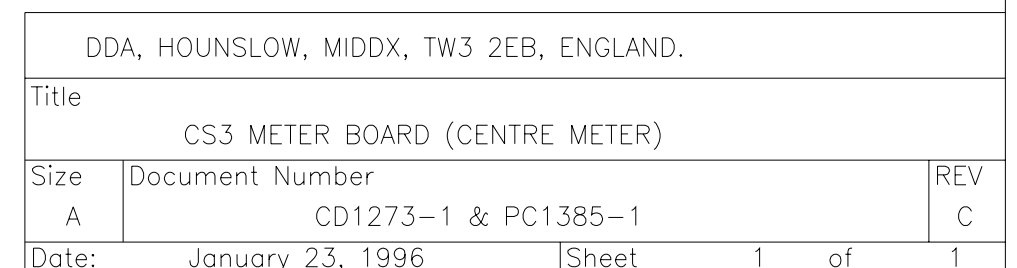 DDA, HOUNSLOW, MIDDX, TW3 2EB, ENGLAND.
Title
CS3 METER BOARD (CENTRE METER)
Size Document Number REV
A CD1273-1 & PC1385-1 C
Date: January 23, 1996 Sheet 1 of 1